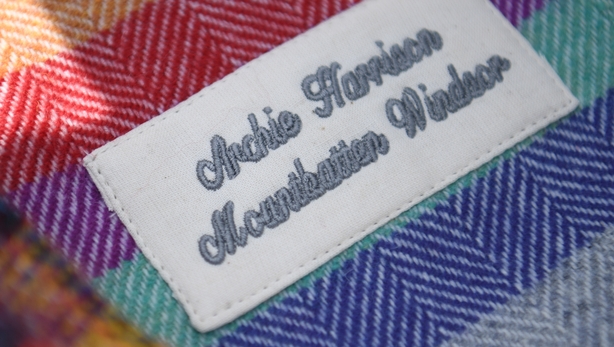 Archie Harrison
Mountbatten Windsor